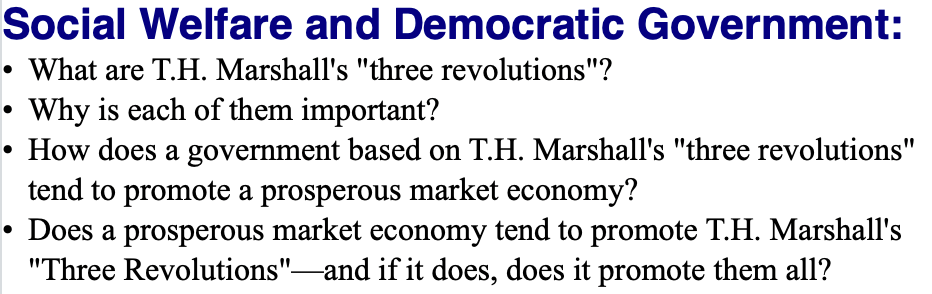 Social Welfare and Democratic Government:
• What are T.H. Marshall's "three revolutions"?
• Why is each of them important?
• How does a government based on T.H. Marshall's "three revolutions"
tend to promote a prosperous market economy?
• Does a prosperous market economy tend to promote T.H. Marshall's
"Three Revolutions"—and if it does, does it promote them all?